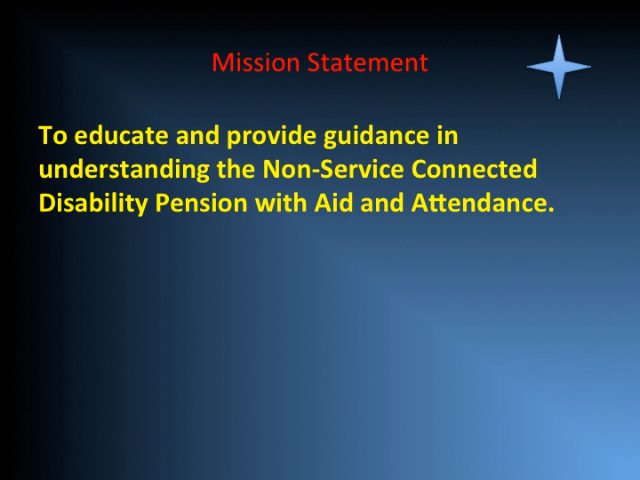 Mission Statement
To educate and provide guidance in
understanding the Non-Service Connected
Disability Pension with Aid and Attendance.